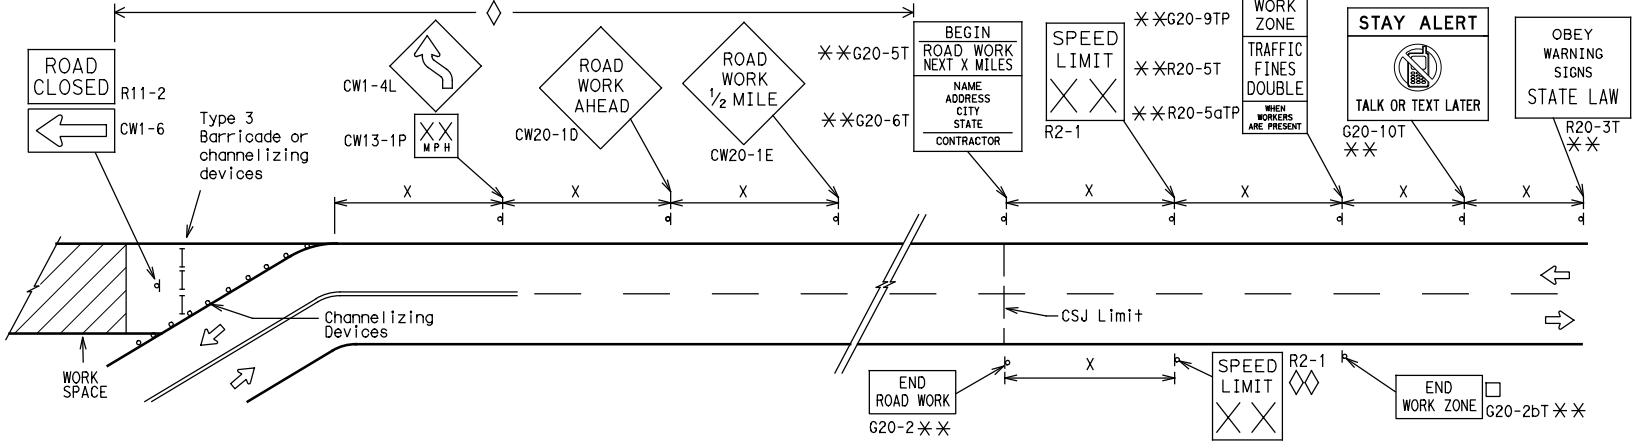 ROAD
CLOSED
R11-2
CW1-6
Type 3
Barricade or
channelizing
devices
CW1-4L
XX
MPH
CW13-1P
ROAD
WORK
AHEAD
CW20-1D
ROAD
WORK
1/2 MILE
CW20-1E
**G20-5T
**G20-6T
BEGIN
ROAD WORK
NEXT X MILES
NAME
ADDRESS
CITY
STATE
CONTRACTOR
SPEED
LIMIT
XX
R2-1
**G20-9TP
**R20-5T
**R20-5aTP
WORK
ZONE
TRAFFIC
FINES
DOUBLE
WHEN
WORKERS
ARE PRESENT
STAY ALERT
TALK OR TEXT LATER
G20-10T
**
OBEY
WARNING
SIGNS
STATE LAW
R20-3T
**
X
X
X
X
X
X
X
Channelizing
Devices
CSJ Limit
WORK
SPACE
END
ROAD WORK
G20-2 **
X
SPEED
LIMIT
XX
R2-1
END
WORK ZONE
G20-2bT **